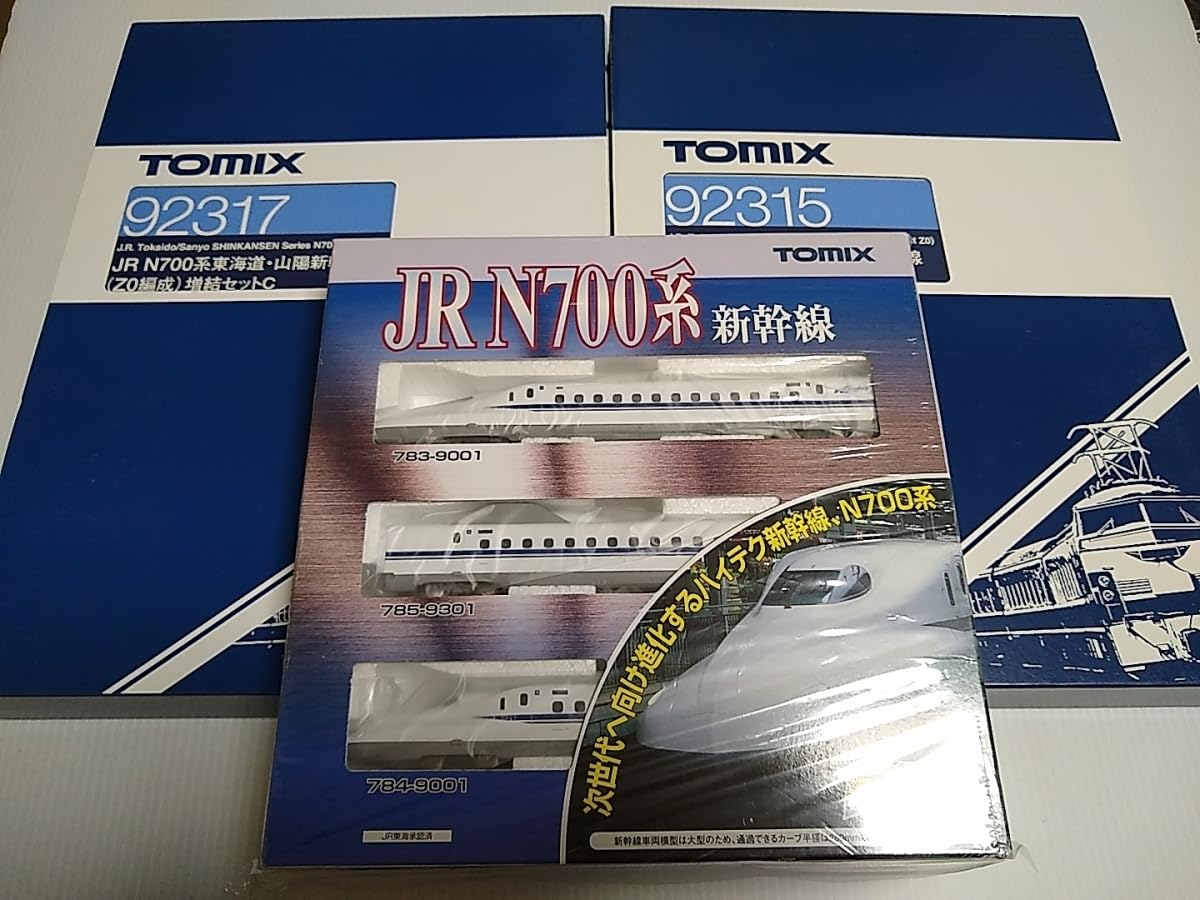 TOMIX
92317
J.R. Tokaido/Sanyo SHINKANSEN Series N70
JR N700系東海道・山陽新
(Z0編成)増結セットC
TOMIX
92315
it Z0)
線
TOMIX
JR N700系 新幹線
783-9001
785-9301
784-9001
次世代へ向け進化するハイテク新幹線、N700系
JR東海承認済
新幹線車両模型は大型のため、通過できるカーブ半径は